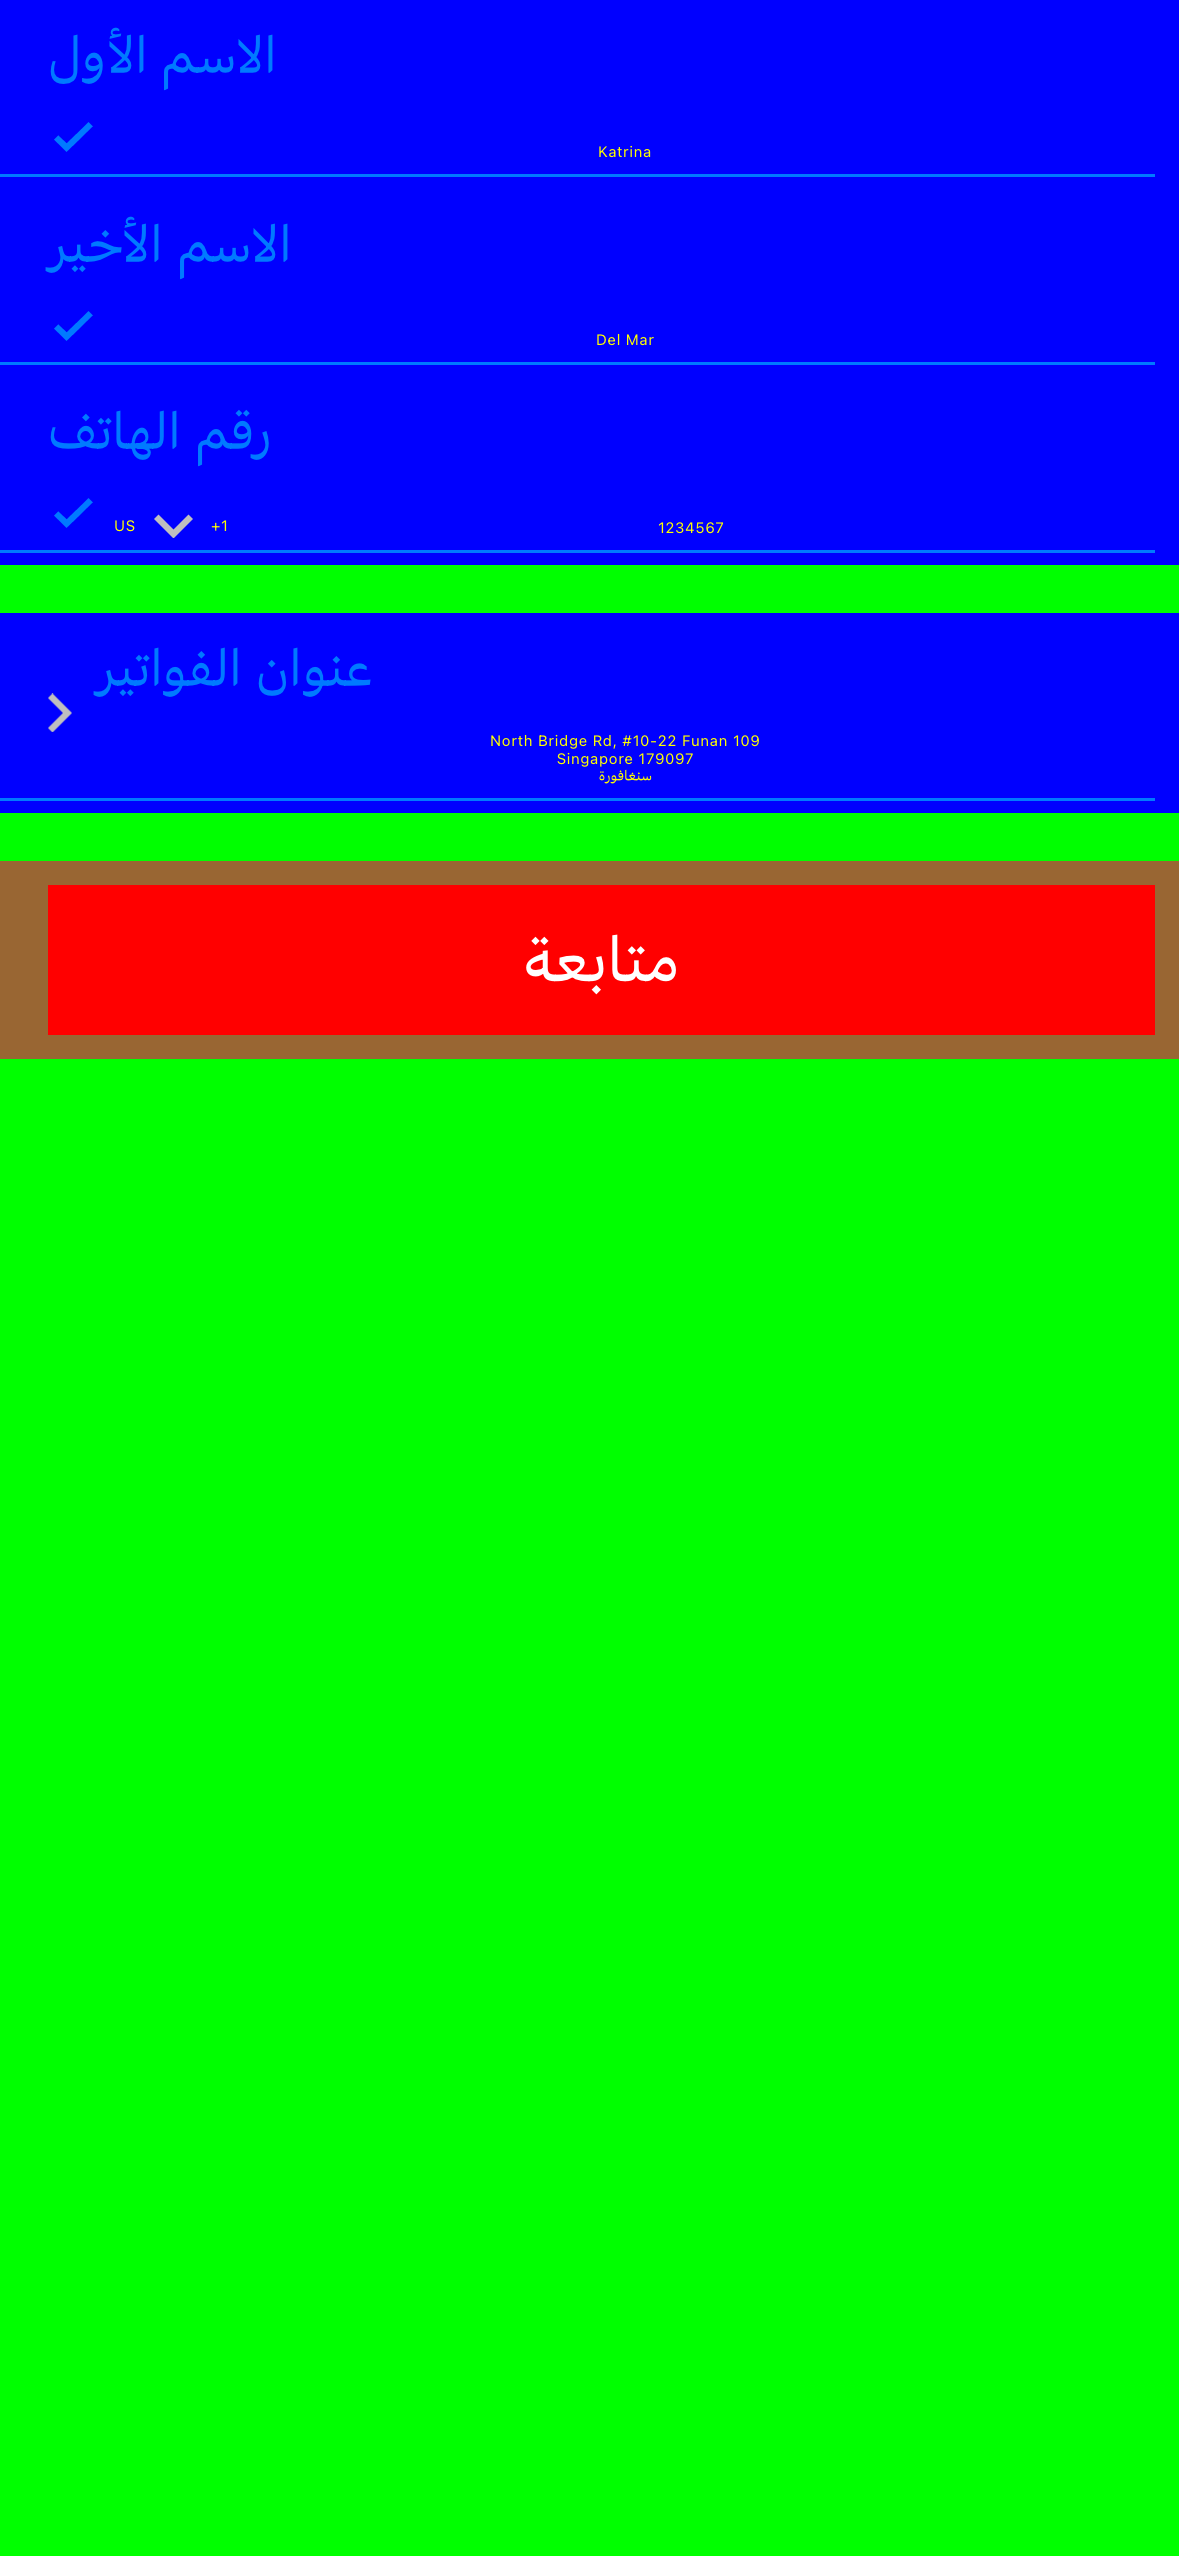 الاسم الأول
Katrina
الاسم الأخير
Del Mar
رقم الهاتف
US +1 1234567
عنوان الفواتير
North Bridge Rd, #10-22 Funan 109
Singapore 179097
سنغافورة
متابعة